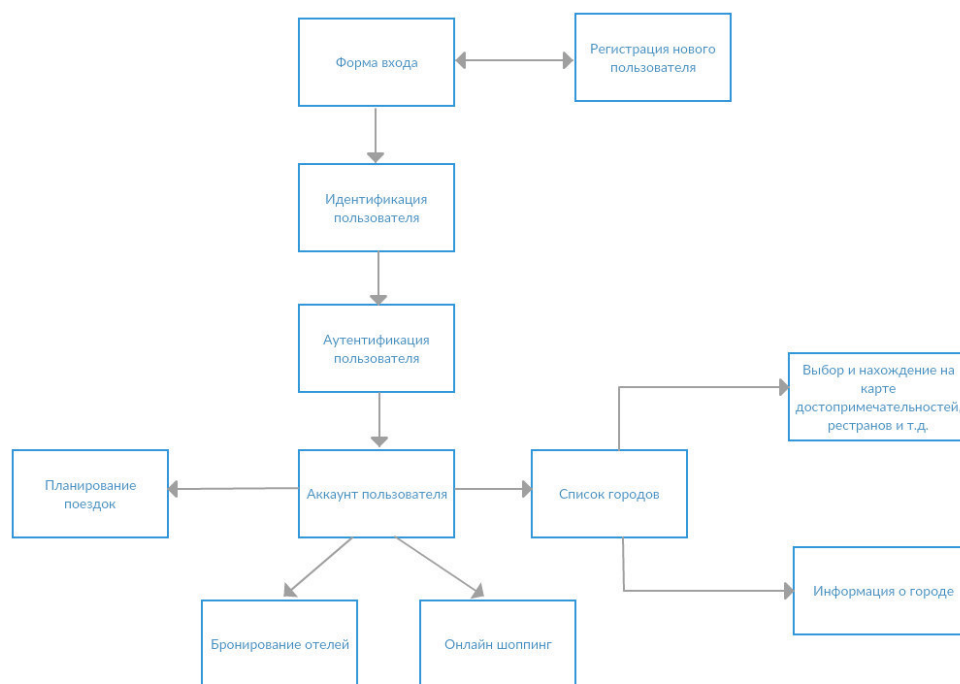 Форма входа
Регистрация нового
пользователя
Идентификация
пользователя
Аутентификация
пользователя
Выбор и нахождение на
карте
достопримечательностей,
рестранов и т.д.
Планирование
поездок
Аккаунт пользователя
Список городов
Информация о городе
Бронирование отелей
Онлайн шоппинг